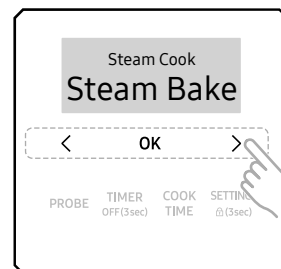 Steam Cook
Steam Bake
< OK >
PROBE TIMER COOK SETTING
OFF(3sec) TIME (3sec)